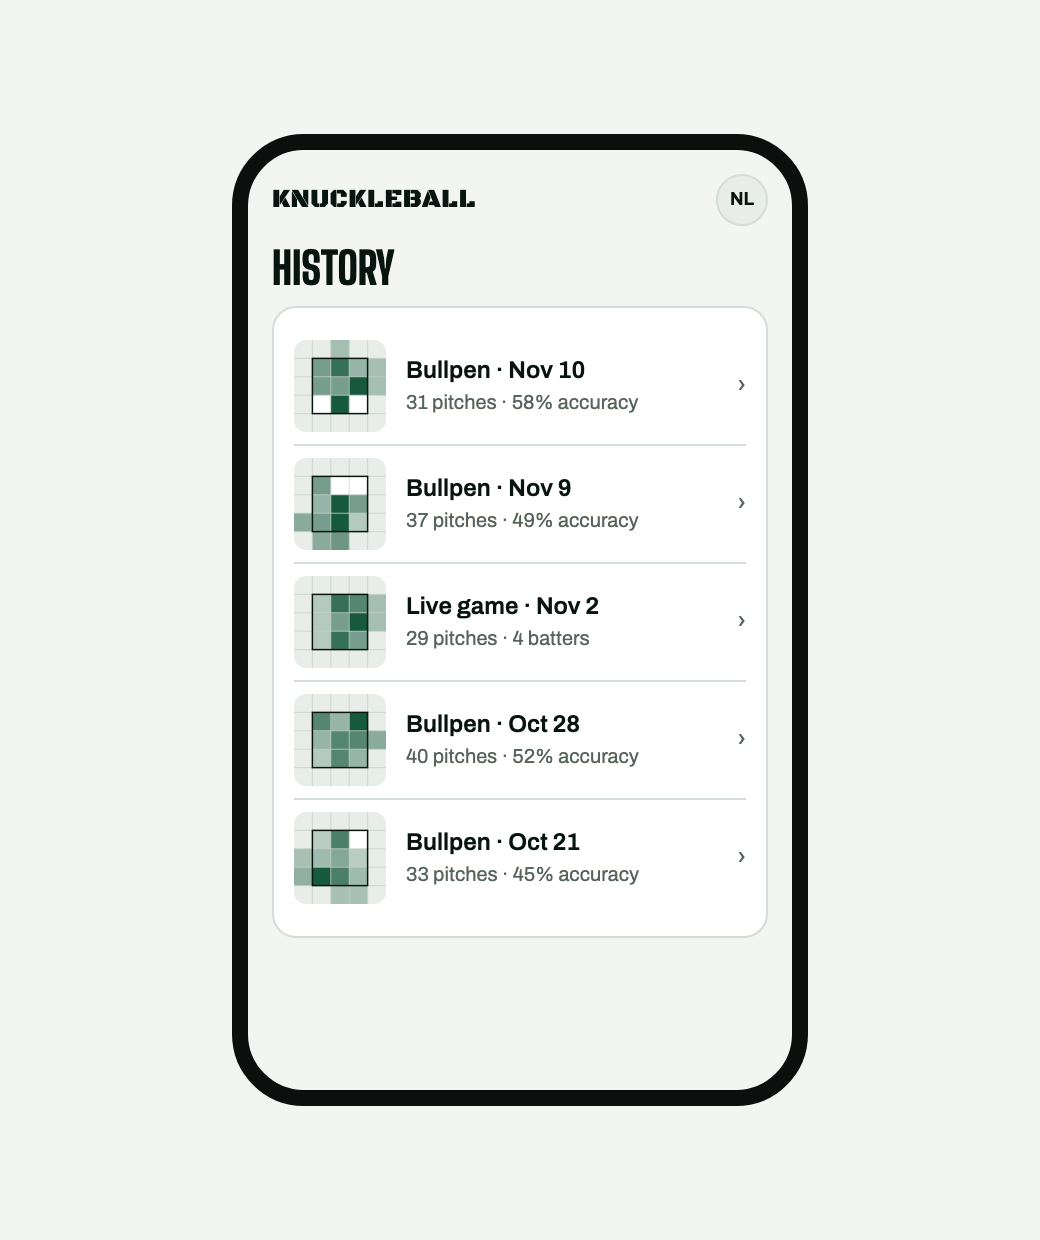 KNUCKLEBALL
NL
HISTORY
Bullpen · Nov 10
31 pitches · 58% accuracy
›
Bullpen · Nov 9
37 pitches · 49% accuracy
›
Live game · Nov 2
29 pitches · 4 batters
›
Bullpen · Oct 28
40 pitches · 52% accuracy
›
Bullpen · Oct 21
33 pitches · 45% accuracy
›